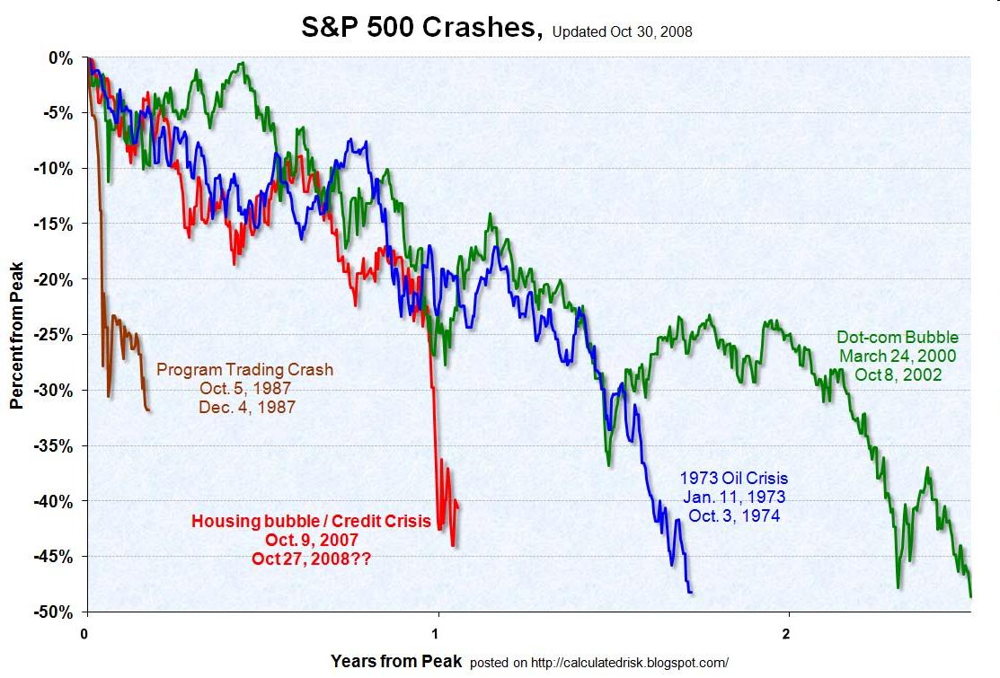 S&P 500 Crashes, Updated Oct 30, 2008
0%
-5%
-10%
-15%
-20%
-25%
-30%
-35%
-40%
-45%
-50%
Percent from Peak
Program Trading Crash
Oct. 5, 1987
Dec. 4, 1987
Dot-com Bubble
March 24, 2000
Oct 8, 2002
1973 Oil Crisis
Jan. 11, 1973
Oct. 3, 1974
Housing bubble / Credit Crisis
Oct. 9, 2007
Oct 27, 2008??
0 1 2
Years from Peak posted on http://calculatedrisk.blogspot.com/